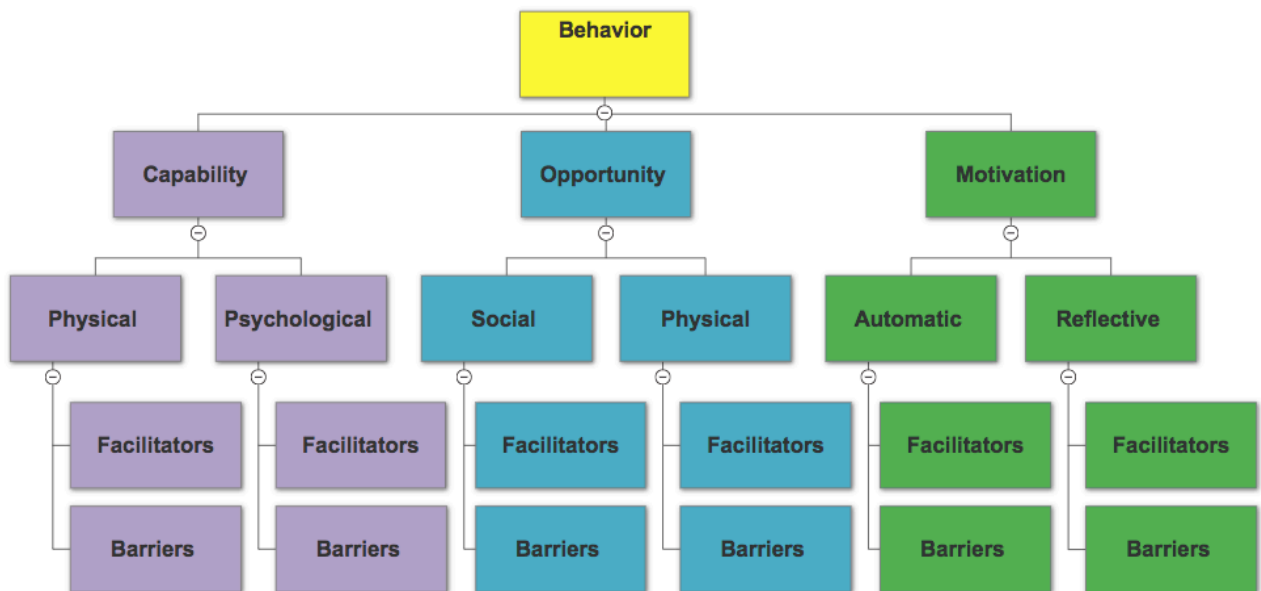 Behavior
Capability
Opportunity
Motivation
Physical
Psychological
Social
Physical
Automatic
Reflective
Facilitators
Facilitators
Facilitators
Facilitators
Facilitators
Facilitators
Barriers
Barriers
Barriers
Barriers
Barriers
Barriers